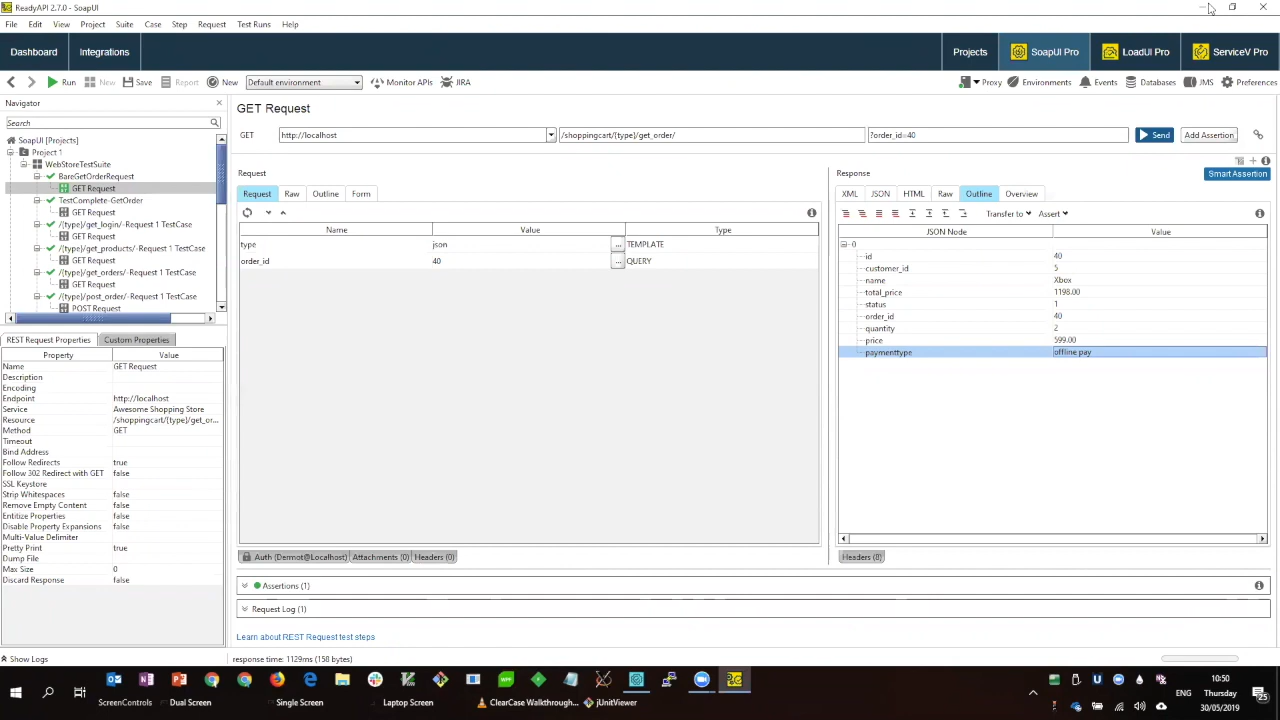 ReadyAPI 2.7.0 - SoapUI
File Edit View Project Suite Case Step Request Test Runs Help
Dashboard Integrations Projects SoapUI Pro LoadUI Pro ServiceV Pro
Run New Save Report New Default environment Monitor APIs JIRA Proxy Environments Events Databases JMS Preferences
Navigator
Search
SoapUI [Projects]
Project 1
WebStoreTestSuite
BareGetOrderRequest
GET Request
TestComplete-GetOrder
GET Request
/{type}/get_login/-Request 1 TestCase
GET Request
/{type}/get_products/-Request 1 TestCase
GET Request
/{type}/get_orders/-Request 1 TestCase
GET Request
/{type}/post_order/-Request 1 TestCase
POST Request
REST Request Properties Custom Properties
Property Value
Name GET Request
Description
Encoding
Endpoint http://localhost
Service Awesome Shopping Store
Resource /shoppingcart/{type}/get_or...
Method GET
Timeout
Bind Address
Follow Redirects true
Follow 302 Redirect with GET false
SSL Keystore
Strip Whitespaces false
Remove Empty Content false
Entitize Properties false
Disable Property Expansions false
Multi-Value Delimiter
Pretty Print true
Dump File
Max Size 0
Discard Response false
GET Request
GET http://localhost /shoppingcart/{type}/get_order/ ?order_id=40 Send Add Assertion
Request
Request Raw Outline Form
Name Value Type
type json ... TEMPLATE
order_id 40 ... QUERY
Auth (Dermot@Localhost) Attachments (0) Headers (0)
Response
Smart Assertion
XML JSON HTML Raw Outline Overview
Transfer to Assert
JSON Node Value
0
id 40
customer_id 5
name Xbox
total_price 1198.00
status 1
order_id 40
quantity 2
price 599.00
paymenttype offline pay
Headers (8)
Assertions (1)
Request Log (1)
Learn about REST Request test steps
Show Logs
response time: 1129ms (158 bytes)
ScreenControls Dual Screen Single Screen Laptop Screen ClearCase Walkthrough... jUnitViewer
10:50
ENG Thursday
30/05/2019
25